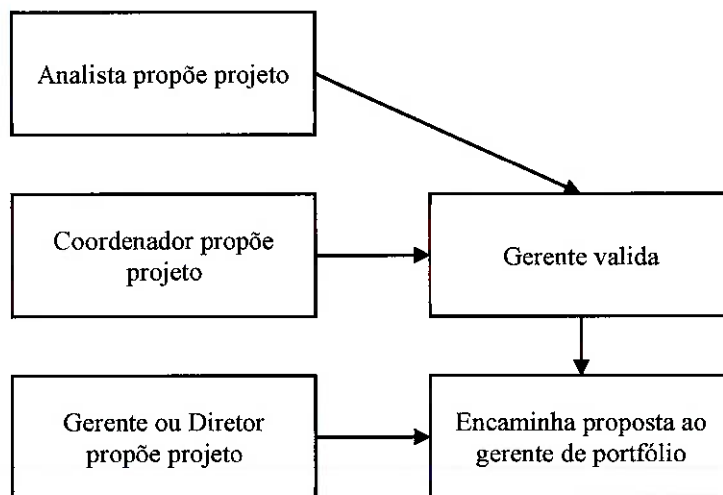 Analista propõe projeto
Coordenador propõe
projeto
Gerente valida
Gerente ou Diretor
propõe projeto
Encaminha proposta ao
gerente de portfólio